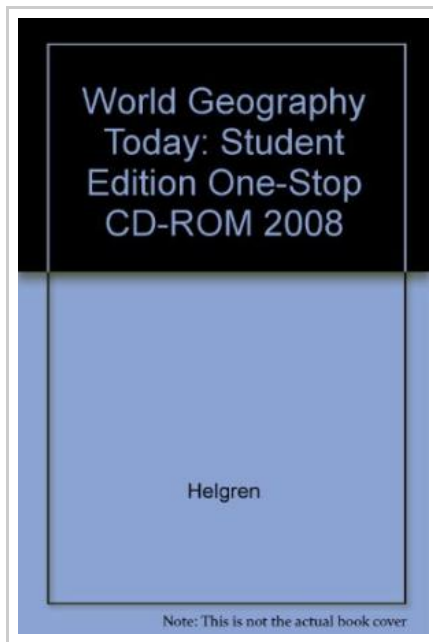 World Geography
Today: Student
Edition One-Stop
CD-ROM 2008
Helgren
Note: This is not the actual book cover